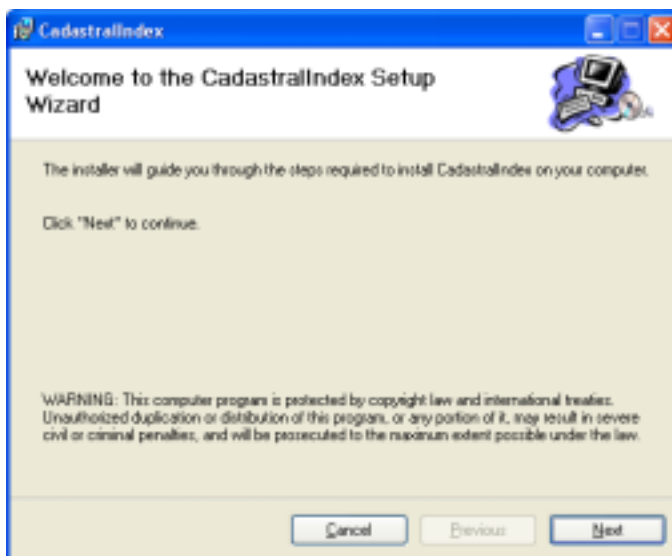 CadastralIndex
Welcome to the CadastralIndex Setup
Wizard
The installer will guide you through the steps required to install CadastralIndex on your computer.
Click "Next" to continue.
WARNING: This computer program is protected by copyright law and international treaties.
Unauthorized duplication or distribution of this program, or any portion of it, may result in severe
civil or criminal penalties, and will be prosecuted to the maximum extent possible under the law.
Cancel Previous Next